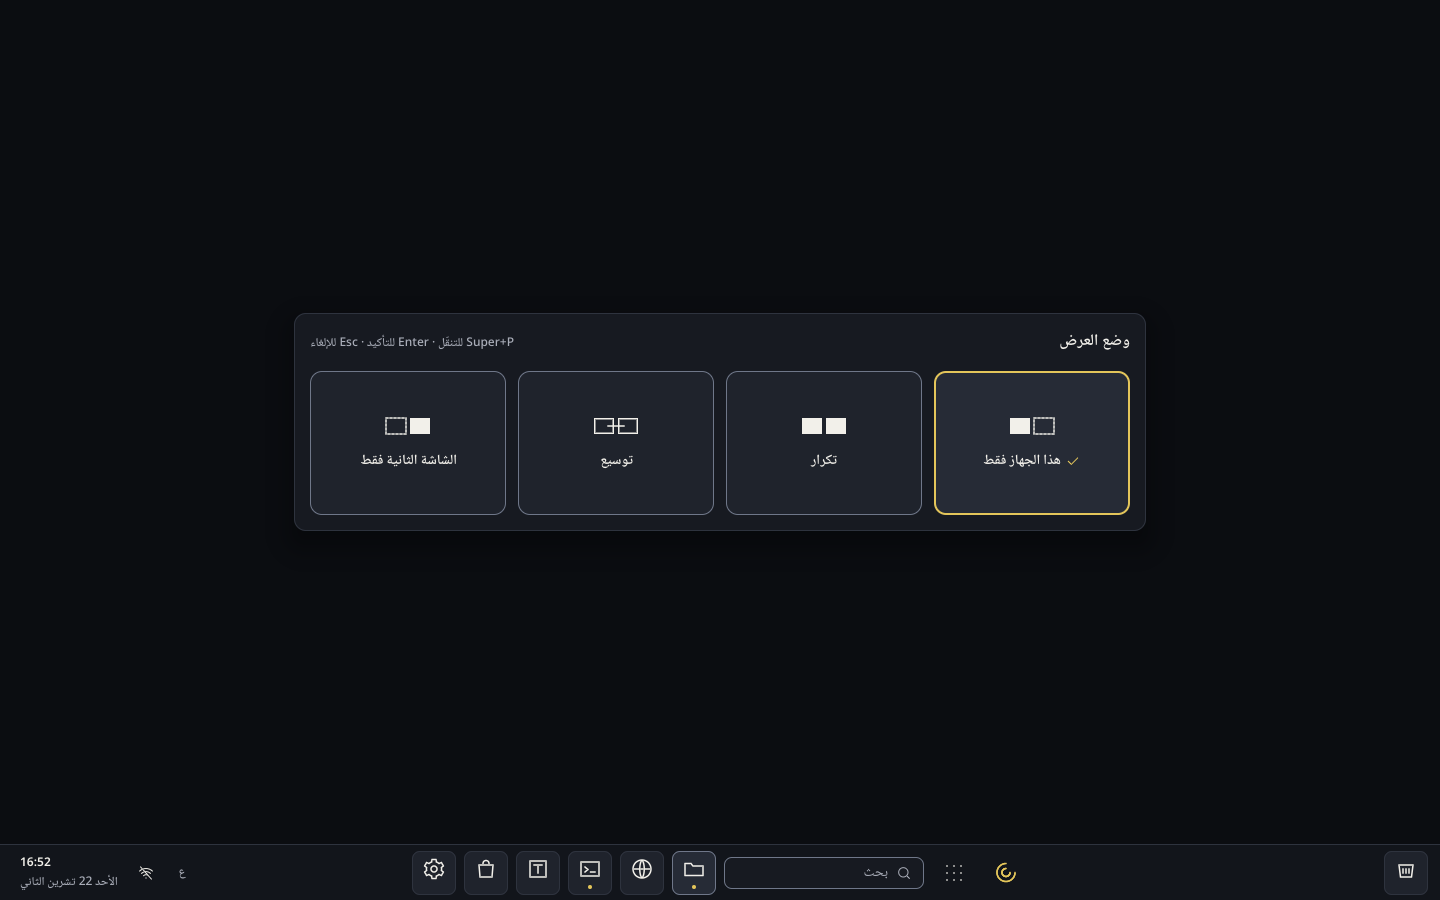 وضع العرض
Super+P للتنقّل · Enter للتأكيد · Esc للإلغاء
هذا الجهاز فقط
تكرار
توسيع
الشاشة الثانية فقط
بحث
ع
16:52
الأحد 22 تشرين الثاني